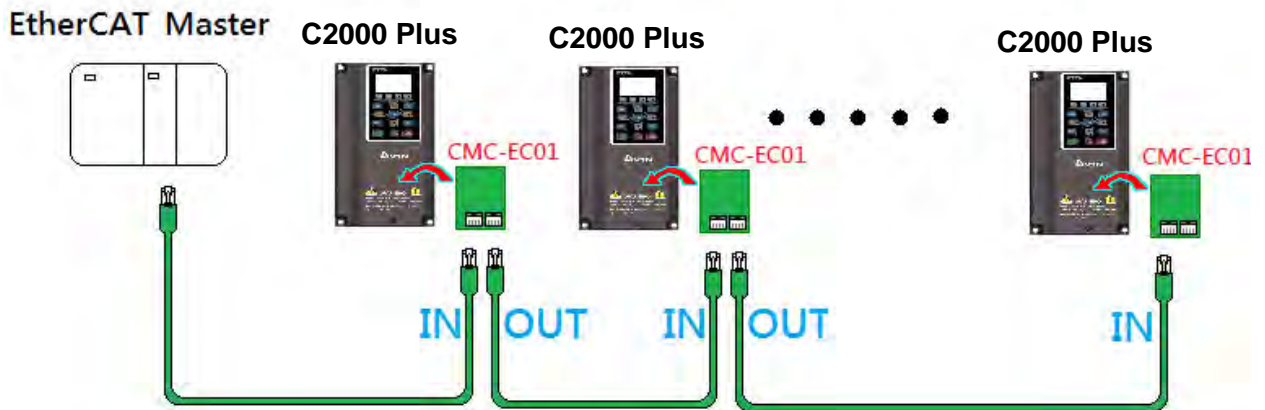 EtherCAT Master
C2000 Plus
C2000 Plus
C2000 Plus
CMC-EC01
CMC-EC01
CMC-EC01
IN
OUT
IN
OUT
IN